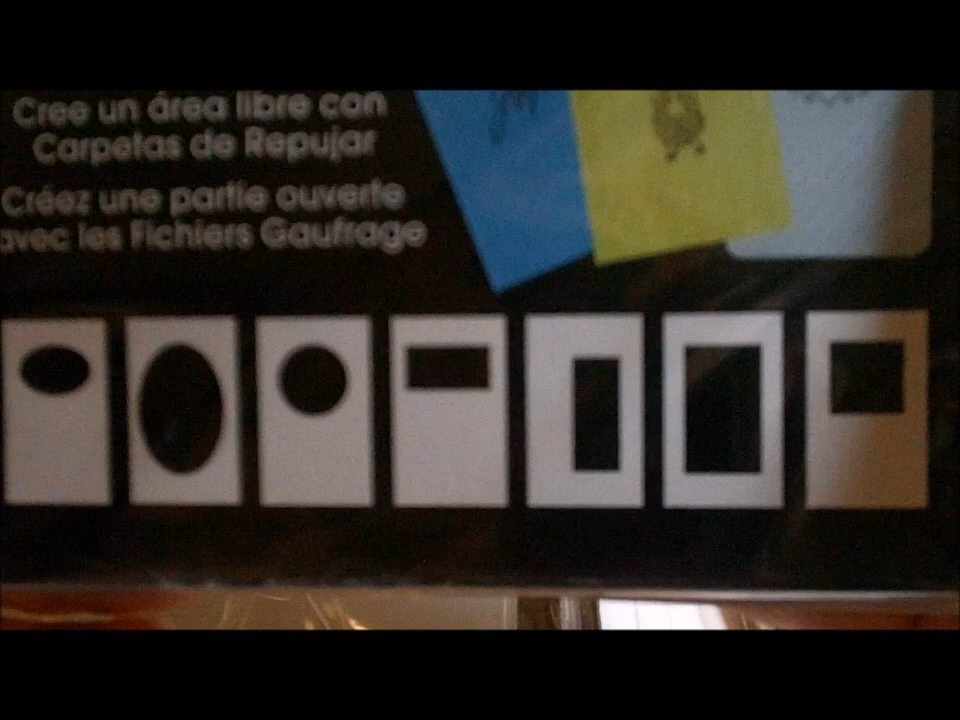 Cree un área libre con
Carpetas de Repujar
Créez une partie ouverte
avec les Fichiers Gaufrage